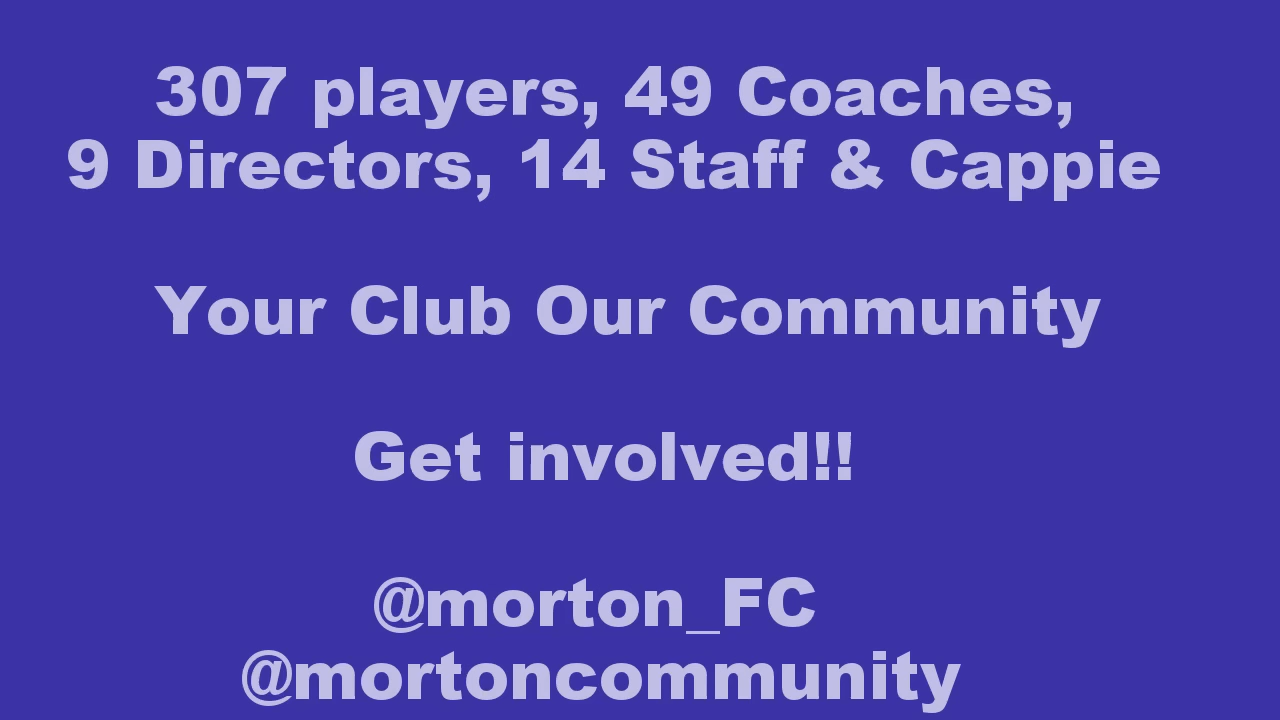 307 players, 49 Coaches,
9 Directors, 14 Staff & Cappie
Your Club Our Community
Get involved!!
@morton_FC
@mortoncommunity